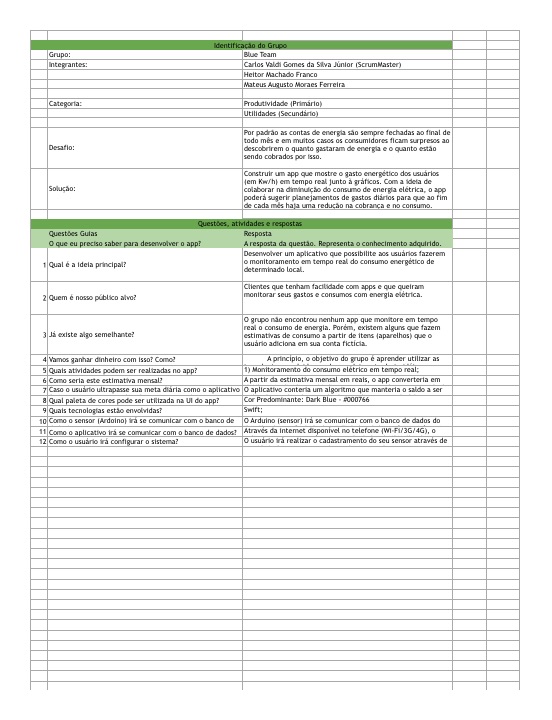 Identificação do Grupo
Grupo: Blue Team
Integrantes: Carlos Valdi Gomes da Silva Júnior (ScrumMaster)
Heitor Machado Franco
Mateus Augusto Moraes Ferreira
Categoria: Produtividade (Primário)
Utilidades (Secundário)
Desafio:
Por padrão as contas de energia são sempre fechadas ao final de
todo mês e em muitos casos os consumidores ficam surpresos ao
descobrirem o quanto gastaram de energia e o quanto estão
sendo cobrados por isso.
Solução:
Construir um app que mostre o gasto energético dos usuários
(em Kw/h) em tempo real junto à gráficos. Com a ideia de
colaborar na diminuição do consumo de energia elétrica, o app
poderá sugerir planejamentos de gastos diários para que ao fim
de cada mês haja uma redução na cobrança e no consumo.
Questões, atividades e respostas
Questões Guias Resposta
O que eu preciso saber para desenvolver o app? A resposta da questão. Representa o conhecimento adquirido.
1 Qual é a ideia principal?
Desenvolver um aplicativo que possibilite aos usuários fazerem
o monitoramento em tempo real do consumo energético de
determinado local.
2 Quem é nosso público alvo?
Clientes que tenham facilidade com apps e que queiram
monitorar seus gastos e consumos com energia elétrica.
3 Já existe algo semelhante?
O grupo não encontrou nenhum app que monitore em tempo
real o consumo de energia. Porém, existem alguns que fazem
estimativas de consumo a partir de itens (aparelhos) que o
usuário adiciona em sua conta fictícia.
4 Vamos ganhar dinheiro com isso? Como? A princípio, o objetivo do grupo é aprender utilizar as
5 Quais atividades podem ser realizadas no app? 1) Monitoramento do consumo elétrico em tempo real;
6 Como seria este estimativa mensal? A partir da estimativa mensal em reais, o app converteria em
7 Caso o usuário ultrapasse sua meta diária como o aplicativo O aplicativo conteria um algoritmo que manteria o saldo a ser
8 Qual paleta de cores pode ser utilizada na UI do app? Cor Predominante: Dark Blue - #000766
9 Quais tecnologias estão envolvidas? Swift;
10 Como o sensor (Arduino) irá se comunicar com o banco de O Arduino (sensor) irá se comunicar com o banco de dados do
11 Como o aplicativo irá se comunicar com o banco de dados? Através da internet disponível no telefone (Wi-Fi/3G/4G), o
12 Como o usuário irá configurar o sistema? O usuário irá realizar o cadastramento do seu sensor através de